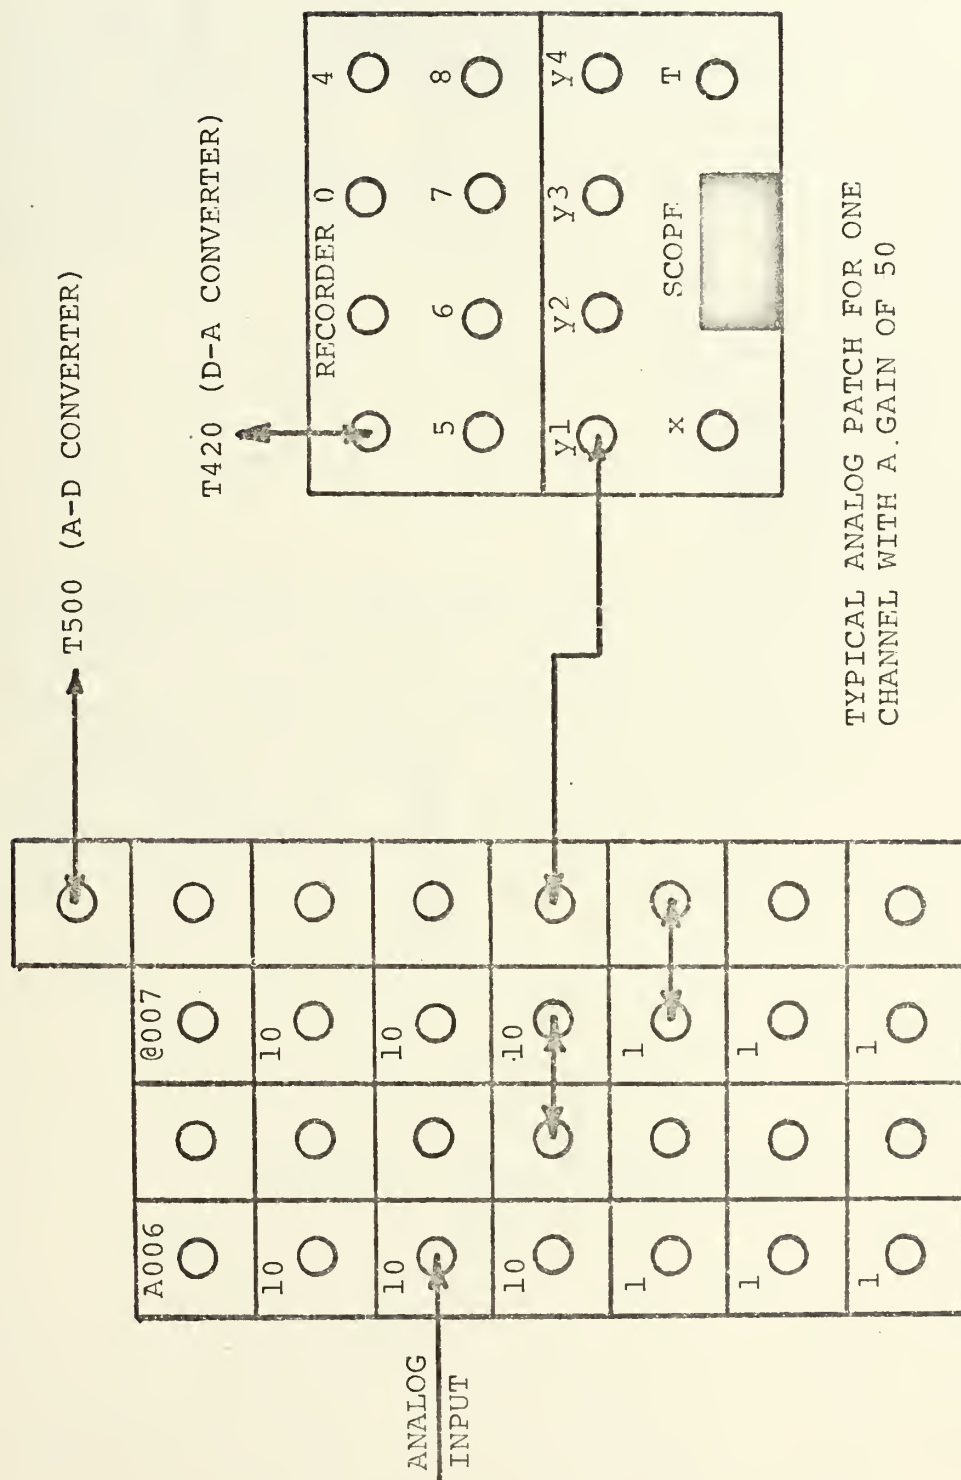 T500 (A-D CONVERTER)
A006 @007
T420 (D-A CONVERTER)
10 10
RECORDER 0 4
ANALOG
INPUT
10 10
5 6 7 8
10 10
y1 y2 y3 y4
1 1
x SCOPE T
1 1
1 1
TYPICAL ANALOG PATCH FOR ONE
CHANNEL WITH A.GAIN OF 50